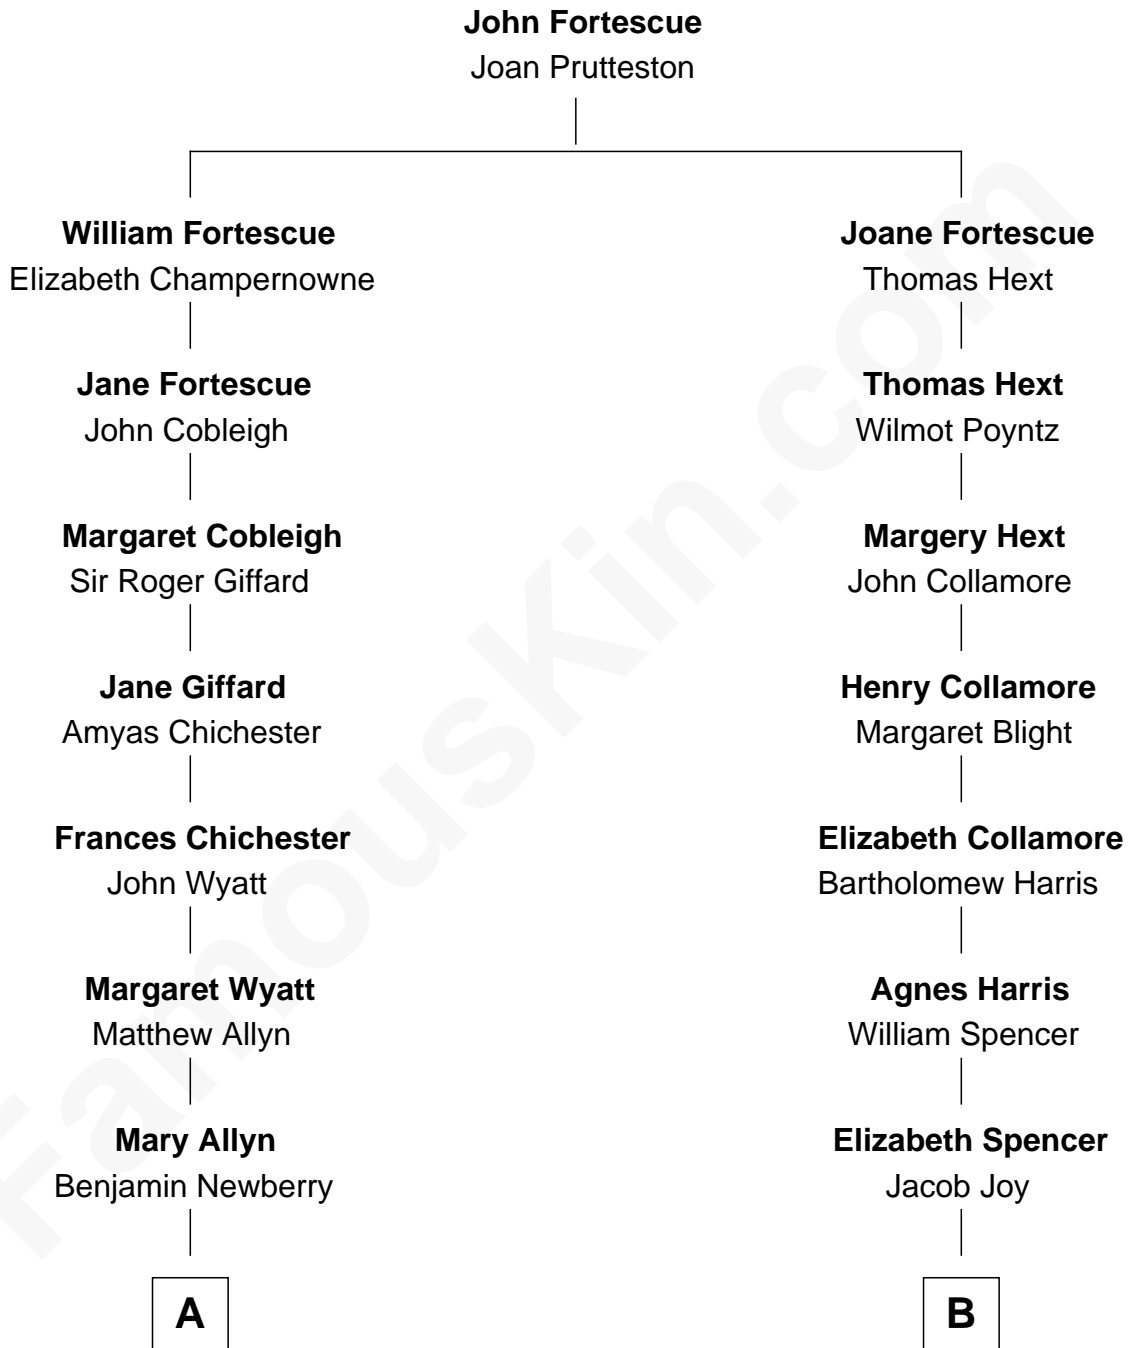 John Fortescue
Joan Prutteston
William Fortescue
Elizabeth Champernowne
Joane Fortescue
Thomas Hext
Jane Fortescue
John Cobleigh
Thomas Hext
Wilmot Poyntz
Margaret Cobleigh
Sir Roger Giffard
Margery Hext
John Collamore
Jane Giffard
Amyas Chichester
Henry Collamore
Margaret Blight
Frances Chichester
John Wyatt
Elizabeth Collamore
Bartholomew Harris
Margaret Wyatt
Matthew Allyn
Agnes Harris
William Spencer
Mary Allyn
Benjamin Newberry
Elizabeth Spencer
Jacob Joy
A
B
FamousKin.com